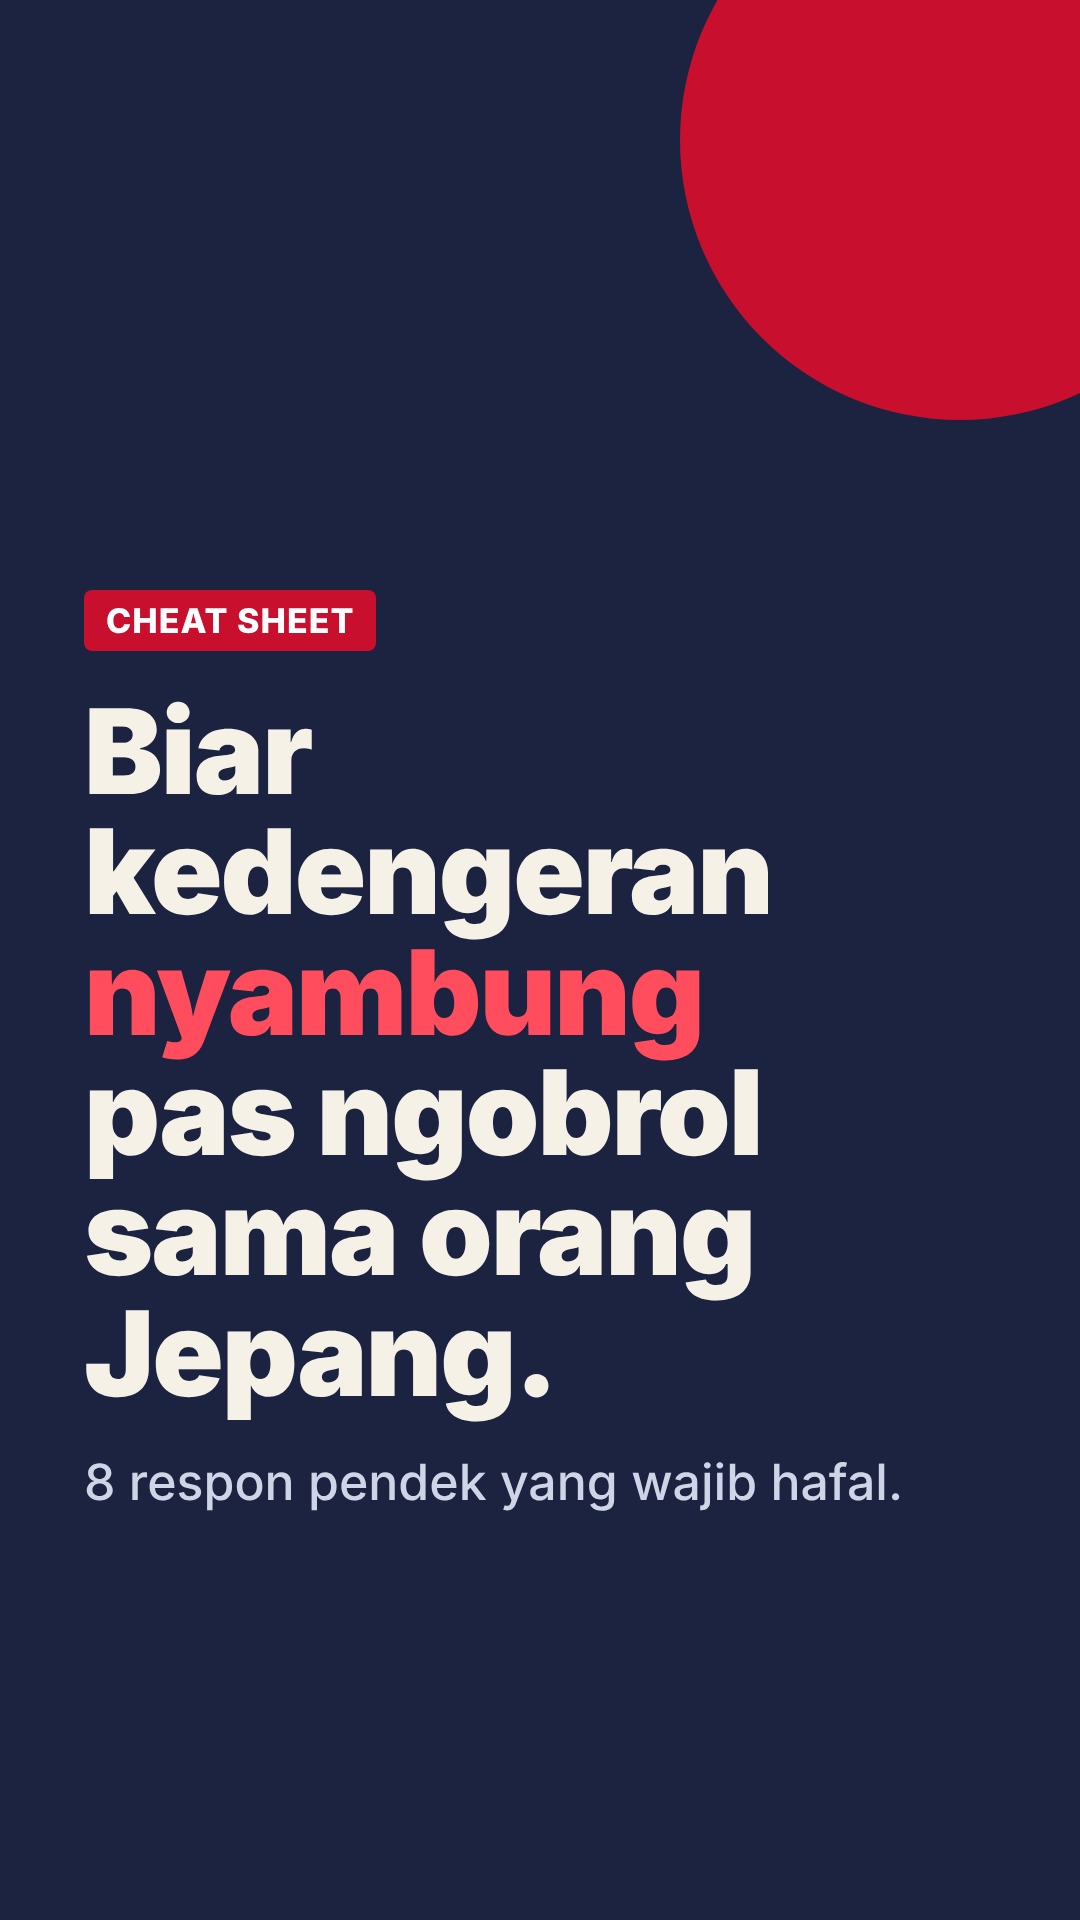 CHEAT SHEET
Biar
kedengeran
nyambung
pas ngobrol
sama orang
Jepang.
8 respon pendek yang wajib hafal.